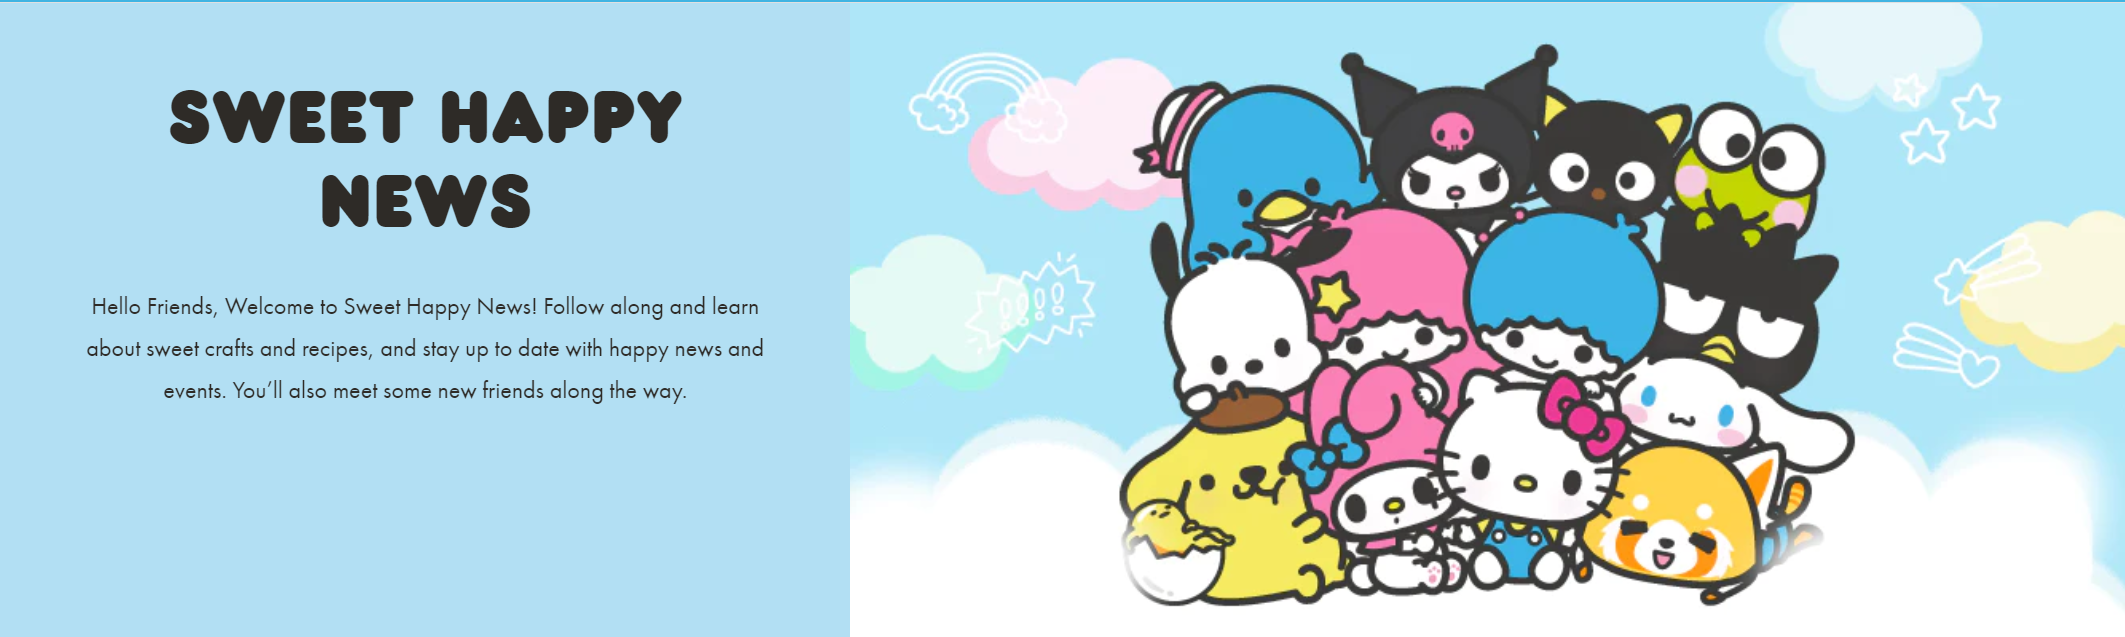 SWEET HAPPY
NEWS
Hello Friends, Welcome to Sweet Happy News! Follow along and learn
about sweet crafts and recipes, and stay up to date with happy news and
events. You’ll also meet some new friends along the way.
!!!